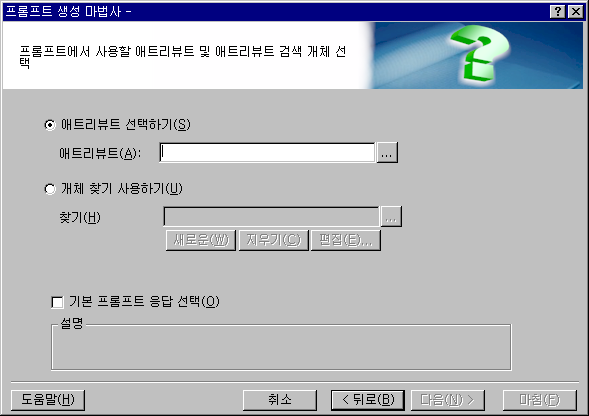 프롬프트 생성 마법사 -
프롬프트에서 사용할 애트리뷰트 및 애트리뷰트 검색 개체 선
택
애트리뷰트 선택하기(S)
애트리뷰트(A):
...
개체 찾기 사용하기(U)
찾기(H)
...
새로운(W) 지우기(C) 편집(E)...
기본 프롬프트 응답 선택(O)
설명
도움말(H) 취소 < 뒤로(B) 다음(N) > 마침(F)